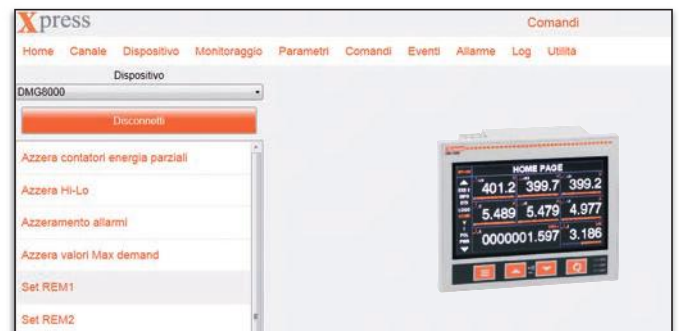 Xpress
Comandi
Home Canale Dispositivo Monitoraggio Parametri Comandi Eventi Allarme Log Utilità
Dispositivo
DMG8000
Disconnetti
Azzera contatori energia parziali
Azzera Hi-Lo
Azzeramento allarmi
Azzera valori Max demand
Set REM1
Set REM2
HOME PAGE
401.2 399.7 399.2
5.489 5.479 4.977
0000001.597 3.186